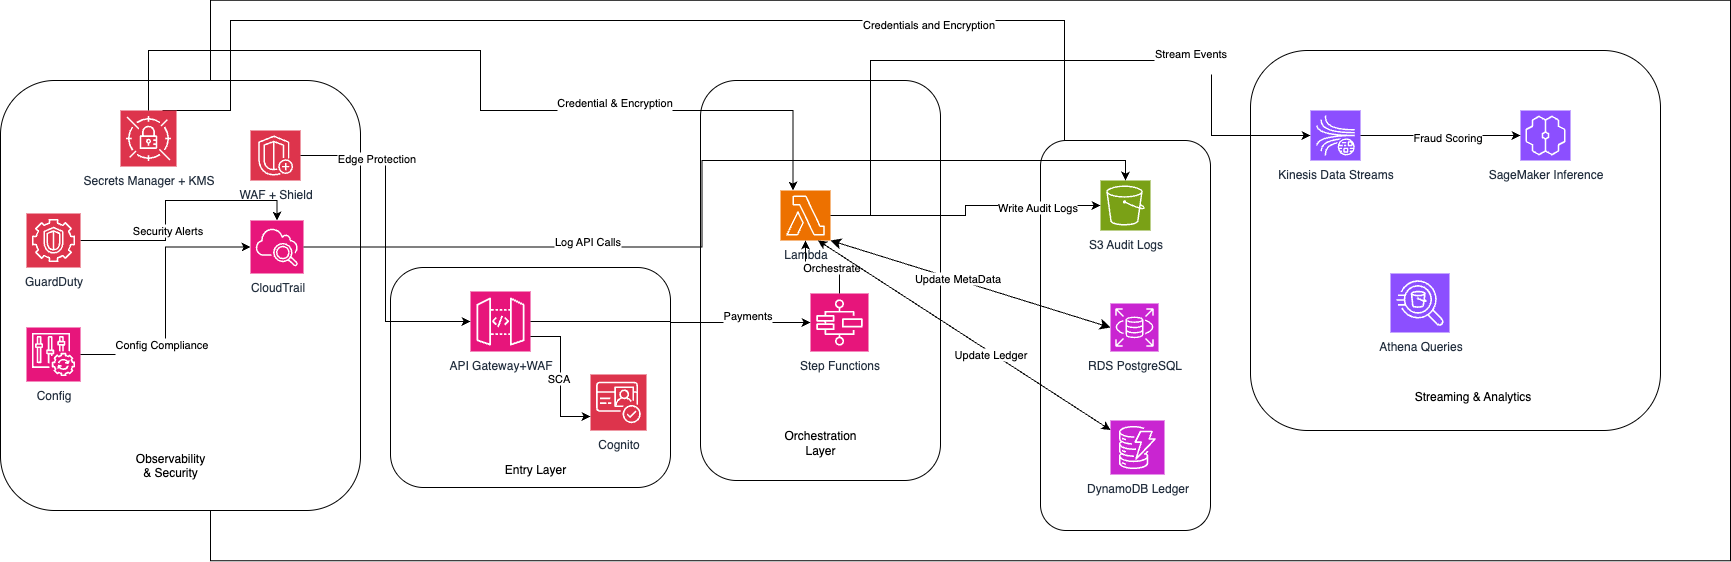 Credentials and Encryption
Stream Events
Credential & Encryption
Secrets Manager + KMS
Edge Protection
WAF + Shield
Security Alerts
GuardDuty
CloudTrail
Config Compliance
Config
Observability
& Security
Log API Calls
API Gateway+WAF
SCA
Cognito
Entry Layer
Payments
Lambda
Orchestrate
Step Functions
Orchestration
Layer
Write Audit Logs
S3 Audit Logs
Update MetaData
RDS PostgreSQL
Update Ledger
DynamoDB Ledger
Kinesis Data Streams
Fraud Scoring
SageMaker Inference
Athena Queries
Streaming & Analytics